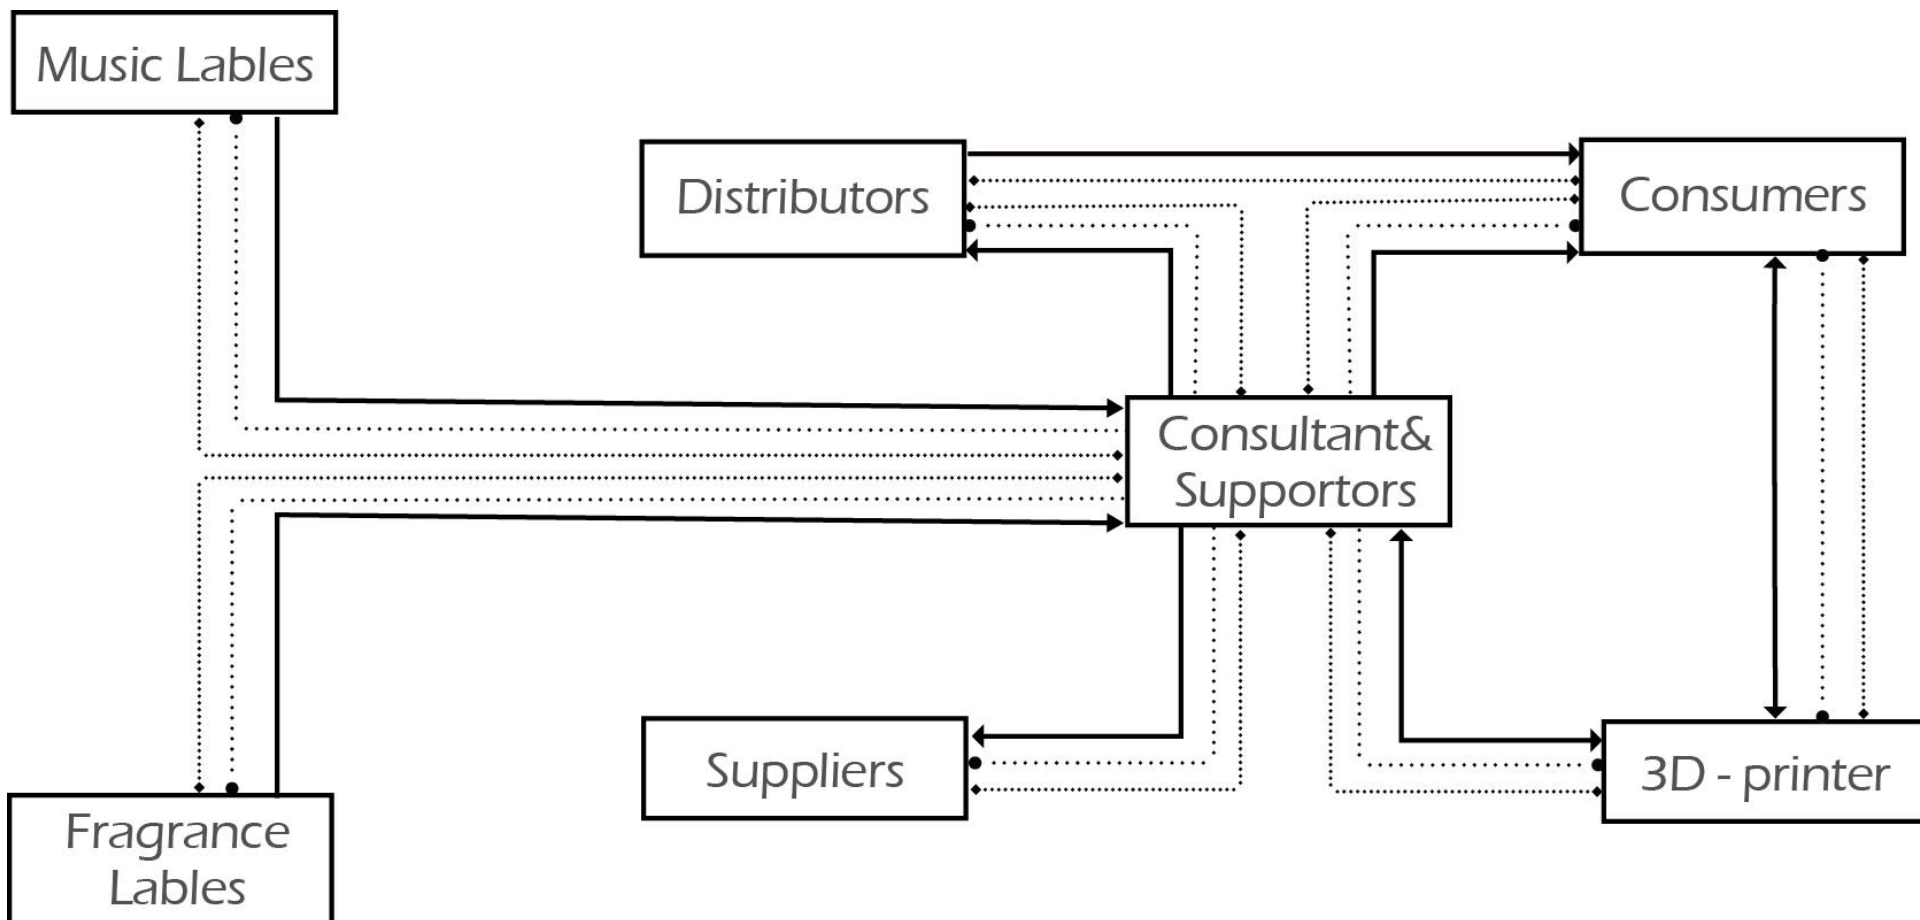 Music Lables
Distributors
Consumers
Consultant&
Supportors
Suppliers
3D - printer
Fragrance
Lables